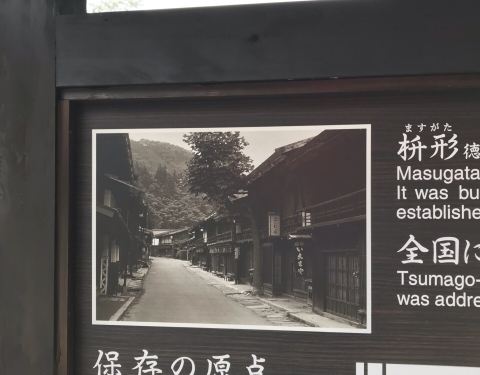 ますがた
枡形 徳
Masugata
It was bu
establishe
全国に
Tsumago-
was addre
保存の原点